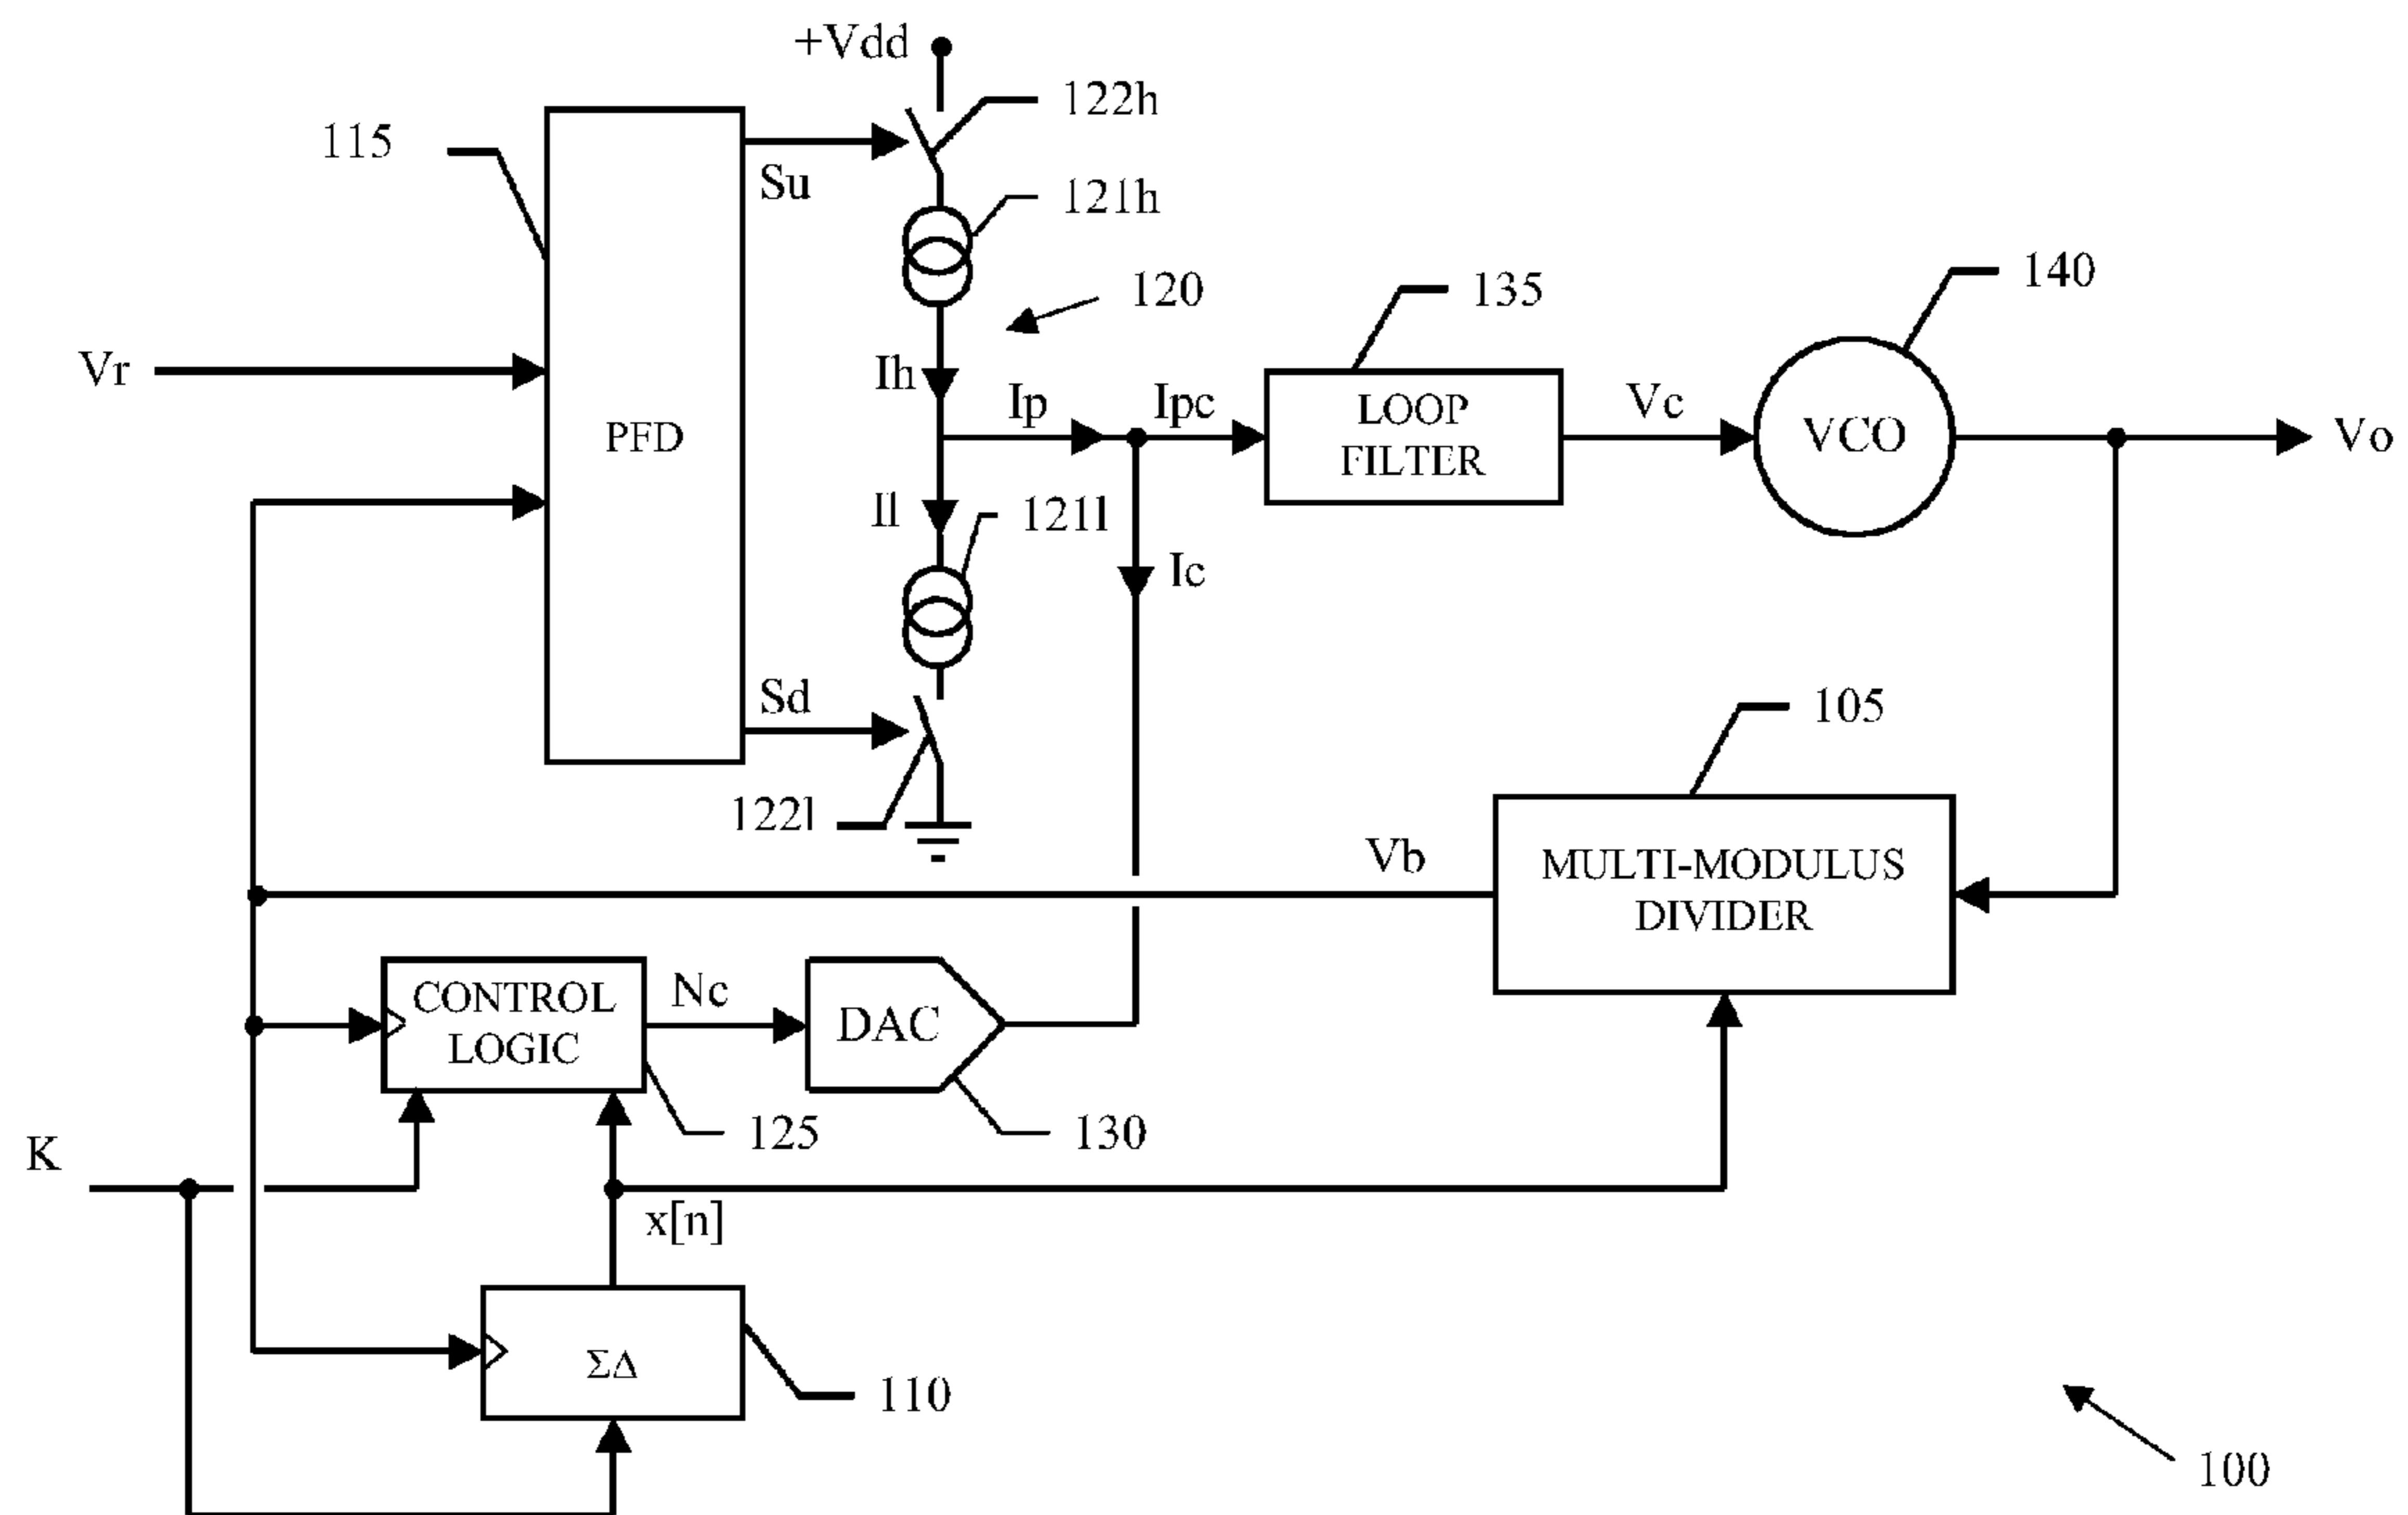 +Vdd
122h
115
Su
121h
140
120
135
Vr
Ih
Ip
Ipc
LOOP
FILTER
Vc
VCO
Vo
PFD
Il
121l
Ic
Sd
105
122l
Vb
MULTI-MODULUS
DIVIDER
CONTROL
LOGIC
Nc
DAC
125
130
K
x[n]
ΣΔ
110
100